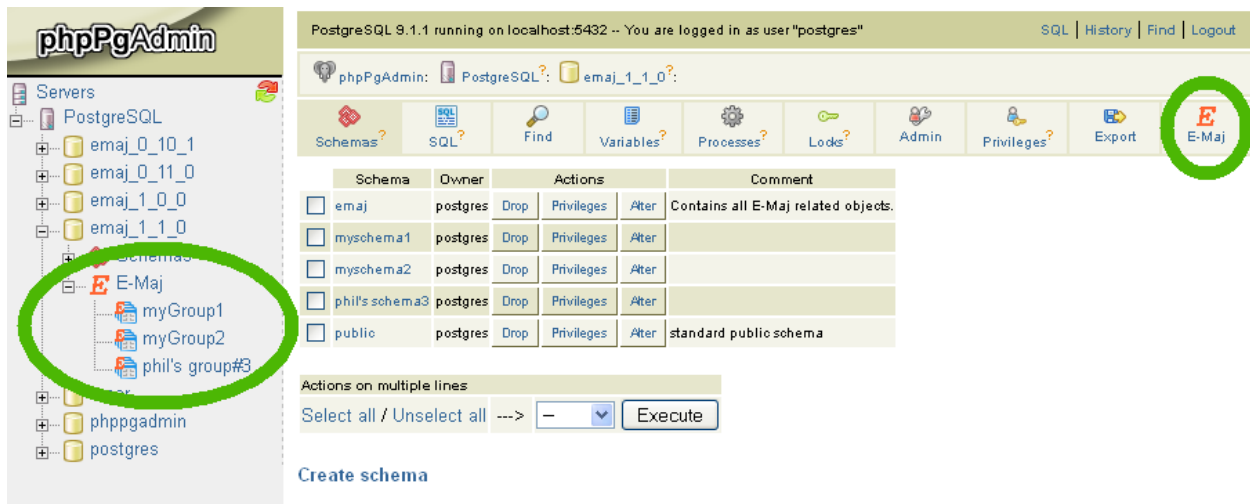 phpPgAdmin
Servers
PostgreSQL
emaj_0_10_1
emaj_0_11_0
emaj_1_0_0
emaj_1_1_0
Schemas
E-Maj
myGroup1
myGroup2
phil's group#3
phppgadmin
postgres
PostgreSQL 9.1.1 running on localhost:5432 -- You are logged in as user "postgres"
SQL | History | Find | Logout
phpPgAdmin: PostgreSQL?: emaj_1_1_0?:
Schemas? SQL? Find Variables? Processes? Locks? Admin Privileges? Export E-Maj
Schema Owner Actions Comment
emaj postgres Drop Privileges Alter Contains all E-Maj related objects.
myschema1 postgres Drop Privileges Alter
myschema2 postgres Drop Privileges Alter
phil's schema3 postgres Drop Privileges Alter
public postgres Drop Privileges Alter standard public schema
Actions on multiple lines
Select all / Unselect all ---> -- Execute
Create schema